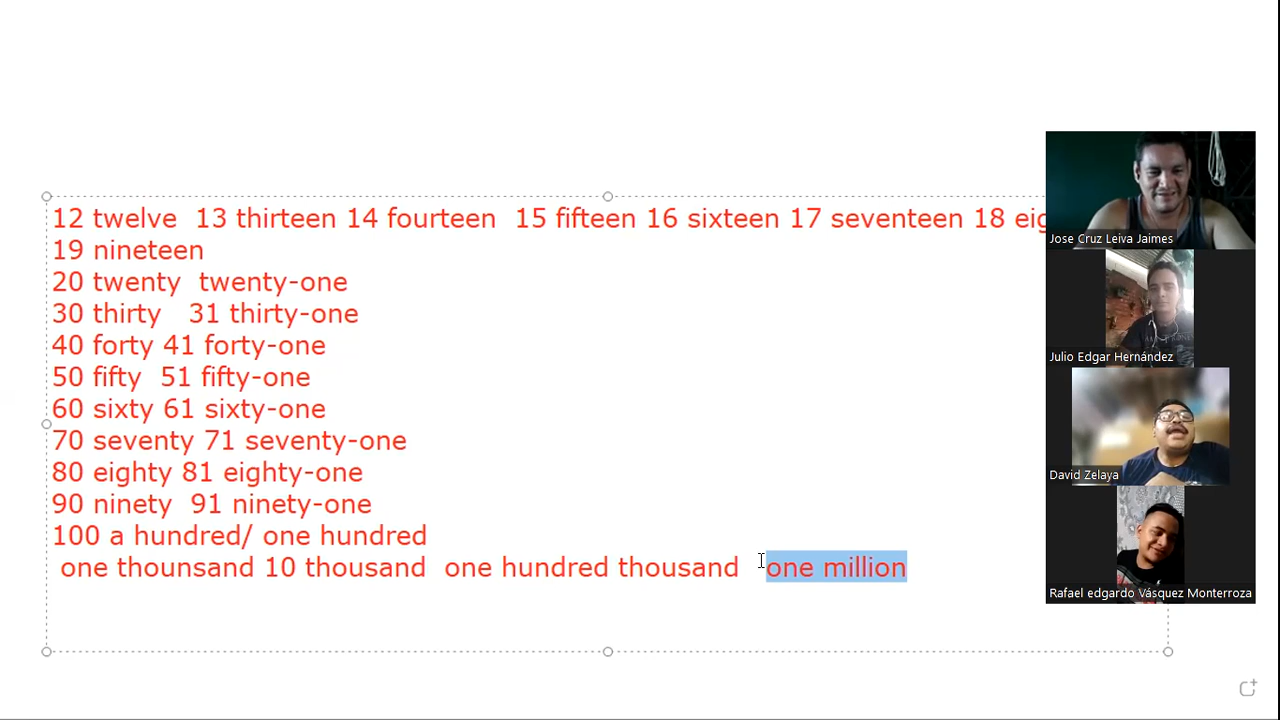 12 twelve  13 thirteen 14 fourteen  15 fifteen 16 sixteen 17 seventeen 18
19 nineteen
20 twenty  twenty-one
30 thirty   31 thirty-one
40 forty 41 forty-one
50 fifty  51 fifty-one
60 sixty 61 sixty-one
70 seventy 71 seventy-one
80 eighty 81 eighty-one
90 ninety  91 ninety-one
100 a hundred/ one hundred
one thounsand 10 thousand  one hundred thousand   one million
Jose Cruz Leiva Jaimes
Julio Edgar Hernández
David Zelaya
Rafael edgardo Vásquez Monterroza